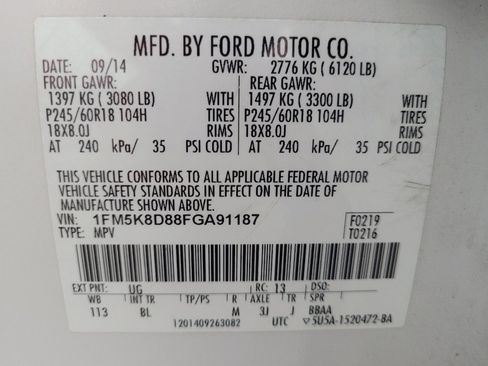 MFD. BY FORD MOTOR CO.
DATE: 09/14 GVWR: 2776 KG ( 6120 LB)
FRONT GAWR: REAR GAWR:
1397 KG ( 3080 LB) WITH 1497 KG ( 3300 LB) WITH
P245/60R18 104H TIRES P245/60R18 104H TIRES
18X8.0J RIMS 18X8.0J RIMS
AT 240 kPa/ 35 PSI COLD AT 240 kPa/ 35 PSI COLD
THIS VEHICLE CONFORMS TO ALL APPLICABLE FEDERAL MOTOR
VEHICLE SAFETY STANDARDS IN EFFECT ON THE DATE OF
MANUFACTURE SHOWN ABOVE.
VIN: 1FM5K8D88FGA91187 F0219
TYPE: MPV T0216
EXT PNT: UG RC: 13 DSO:
WB INT TR TP/PS R AXLE TR SPR
113 BL M 3J J BBAA
1201409263082 UTC 5U5A-1520472-BA